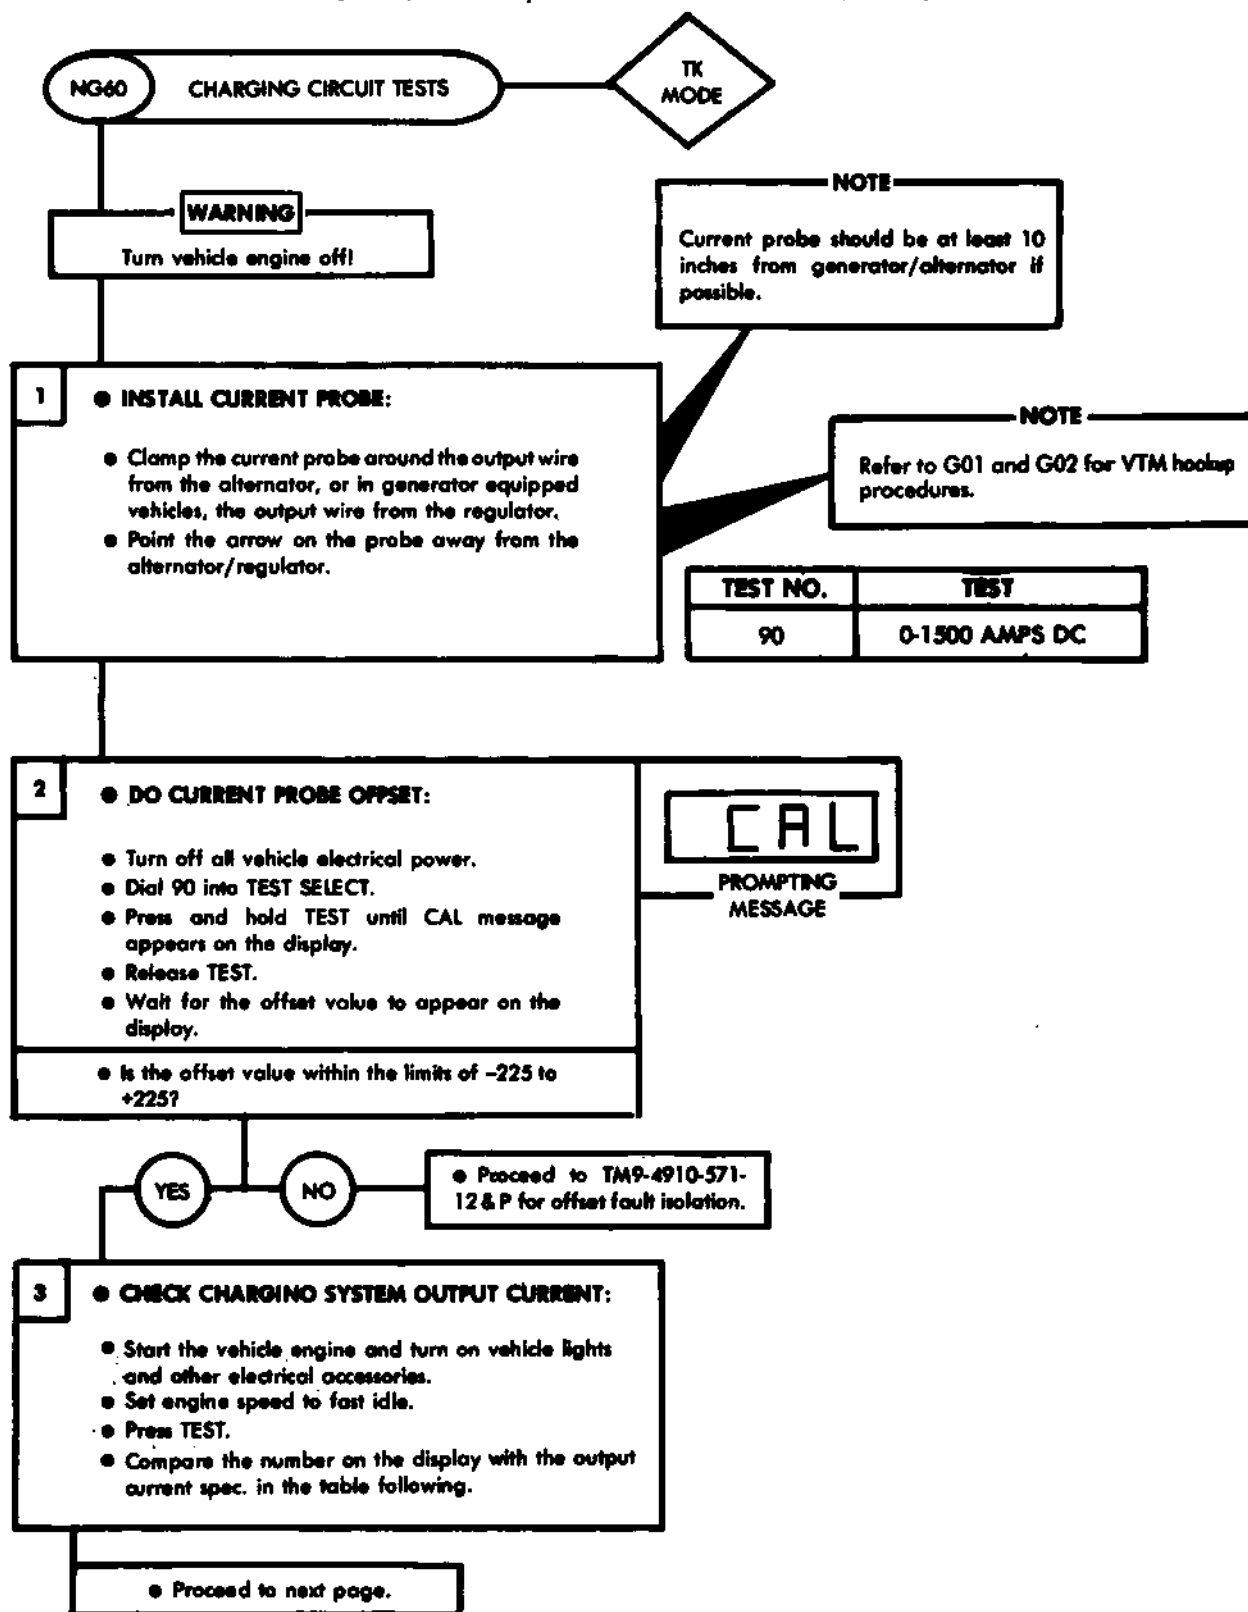 NG60 CHARGING CIRCUIT TESTS
TK
MODE
WARNING
Turn vehicle engine off!
NOTE
Current probe should be at least 10
inches from generator/alternator if
possible.
1 ● INSTALL CURRENT PROBE:
● Clamp the current probe around the output wire
from the alternator, or in generator equipped
vehicles, the output wire from the regulator.
● Point the arrow on the probe away from the
alternator/regulator.
NOTE
Refer to G01 and G02 for VTM hookup
procedures.
TEST NO. TEST
90 0-1500 AMPS DC
2 ● DO CURRENT PROBE OFFSET:
● Turn off all vehicle electrical power.
● Dial 90 into TEST SELECT.
● Press and hold TEST until CAL message
appears on the display.
● Release TEST.
● Wait for the offset value to appear on the
display.
CAL
PROMPTING
MESSAGE
● Is the offset value within the limits of -225 to
+225?
YES NO
● Proceed to TM9-4910-571-
12 & P for offset fault isolation.
3 ● CHECK CHARGINO SYSTEM OUTPUT CURRENT:
● Start the vehicle engine and turn on vehicle lights
and other electrical accessories.
● Set engine speed to fast idle.
● Press TEST.
● Compare the number on the display with the output
current spec. in the table following.
● Proceed to next page.